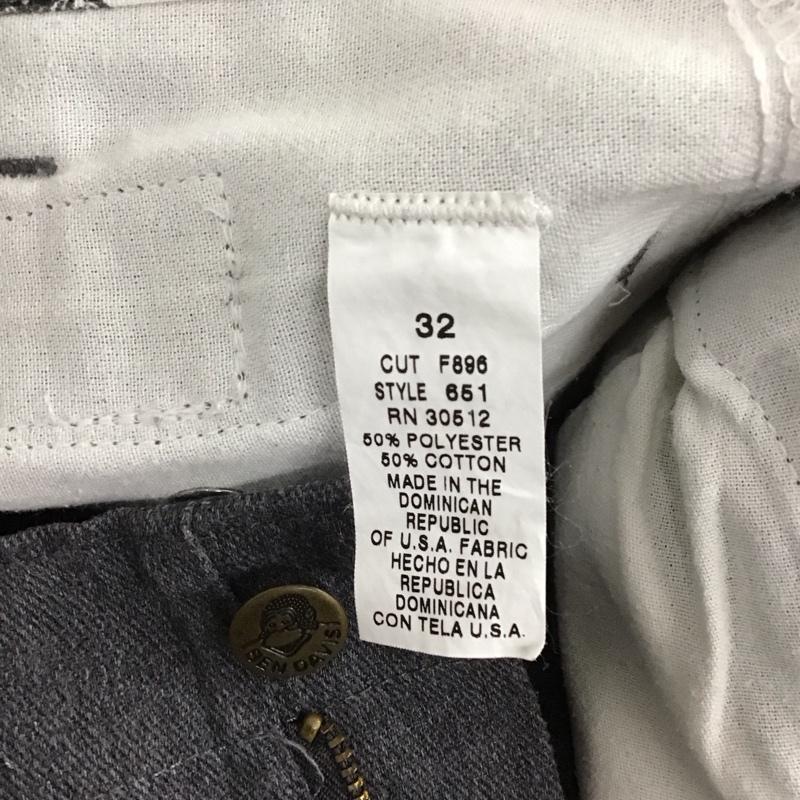 32
CUT F896
STYLE 651
RN 30512
50% POLYESTER
50% COTTON
MADE IN THE
DOMINICAN
REPUBLIC
OF U.S.A. FABRIC
HECHO EN LA
REPUBLICA
DOMINICANA
CON TELA U.S.A.
BEN DAVIS